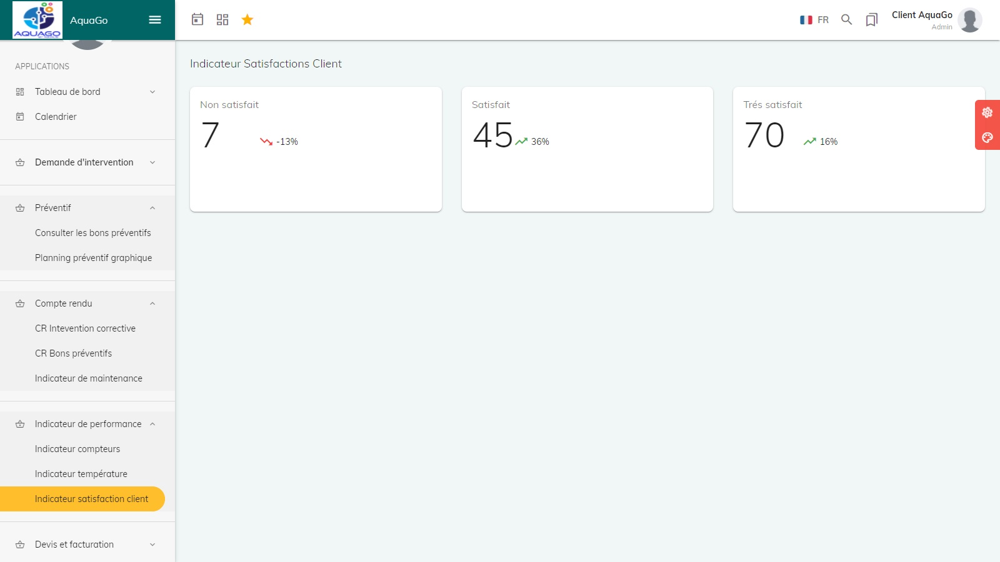 AQUAGO
AquaGo
FR
Client AquaGo
Admin
APPLICATIONS
Tableau de bord
Calendrier
Demande d'intervention
Préventif
Consulter les bons préventifs
Planning préventif graphique
Compte rendu
CR Intevention corrective
CR Bons préventifs
Indicateur de maintenance
Indicateur de performance
Indicateur compteurs
Indicateur température
Indicateur satisfaction client
Devis et facturation
Indicateur Satisfactions Client
Non satisfait
7
-13%
Satisfait
45
36%
Trés satisfait
70
16%